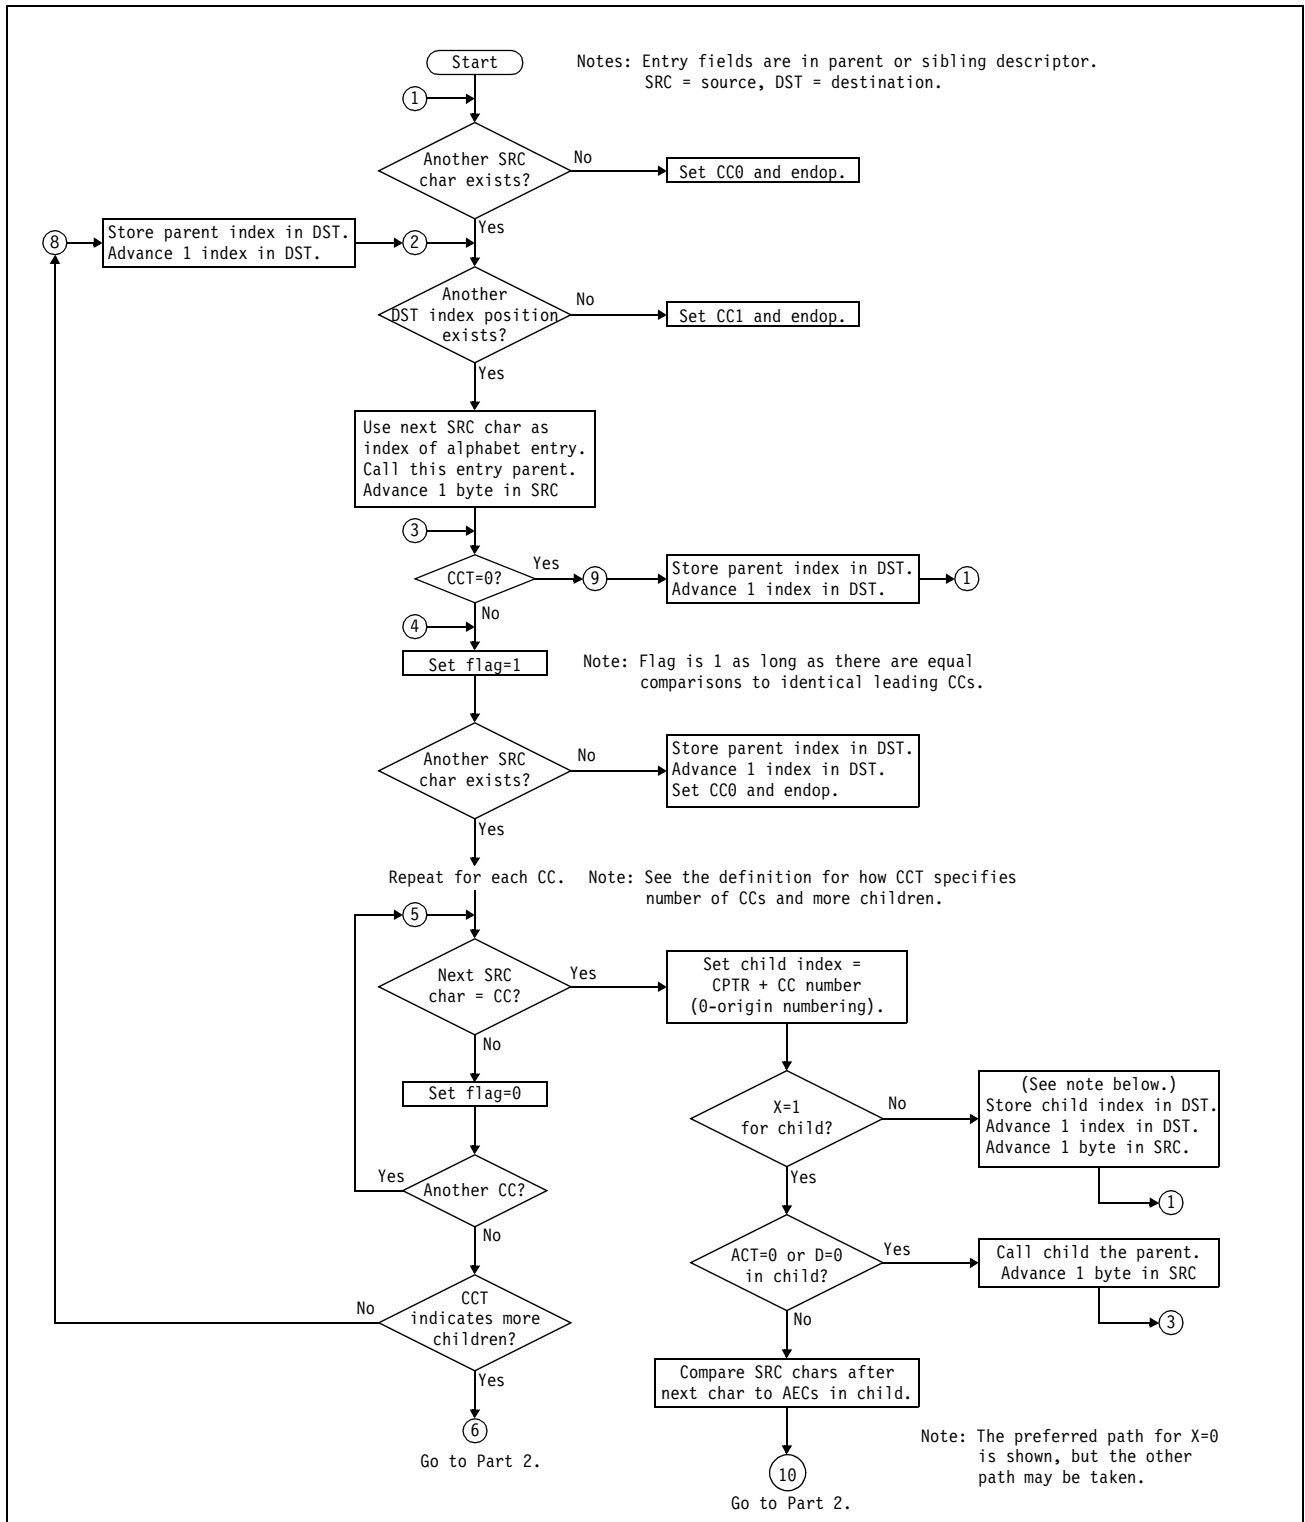 Start
Notes: Entry fields are in parent or sibling descriptor.
SRC = source, DST = destination.
1
Another SRC
char exists?
No
Set CC0 and endop.
Yes
8
Store parent index in DST.
Advance 1 index in DST.
2
Another
DST index position
exists?
No
Set CC1 and endop.
Yes
Use next SRC char as
index of alphabet entry.
Call this entry parent.
Advance 1 byte in SRC
3
CCT=0?
Yes
9
Store parent index in DST.
Advance 1 index in DST.
1
No
4
Set flag=1
Note: Flag is 1 as long as there are equal
comparisons to identical leading CCs.
Another SRC
char exists?
No
Store parent index in DST.
Advance 1 index in DST.
Set CC0 and endop.
Yes
Repeat for each CC.
Note: See the definition for how CCT specifies
number of CCs and more children.
5
Next SRC
char = CC?
Yes
Set child index =
CPTR + CC number
(0-origin numbering).
No
Set flag=0
X=1
for child?
No
(See note below.)
Store child index in DST.
Advance 1 index in DST.
Advance 1 byte in SRC.
1
Yes
Yes
Another CC?
No
ACT=0 or D=0
in child?
Yes
Call child the parent.
Advance 1 byte in SRC
3
No
No
CCT
indicates more
children?
Yes
6
Go to Part 2.
Compare SRC chars after
next char to AECs in child.
10
Go to Part 2.
Note: The preferred path for X=0
is shown, but the other
path may be taken.